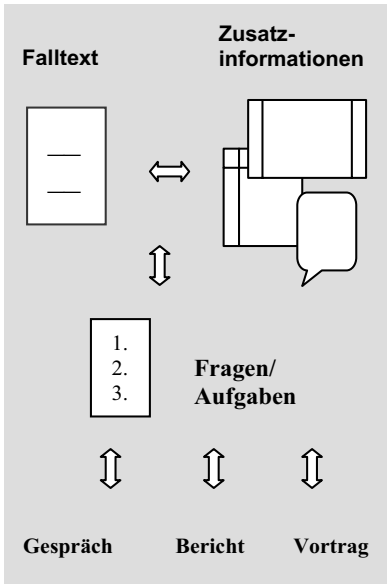 Falltext
Zusatz-
informationen
1.
2.
3.
Fragen/
Aufgaben
Gespräch Bericht Vortrag